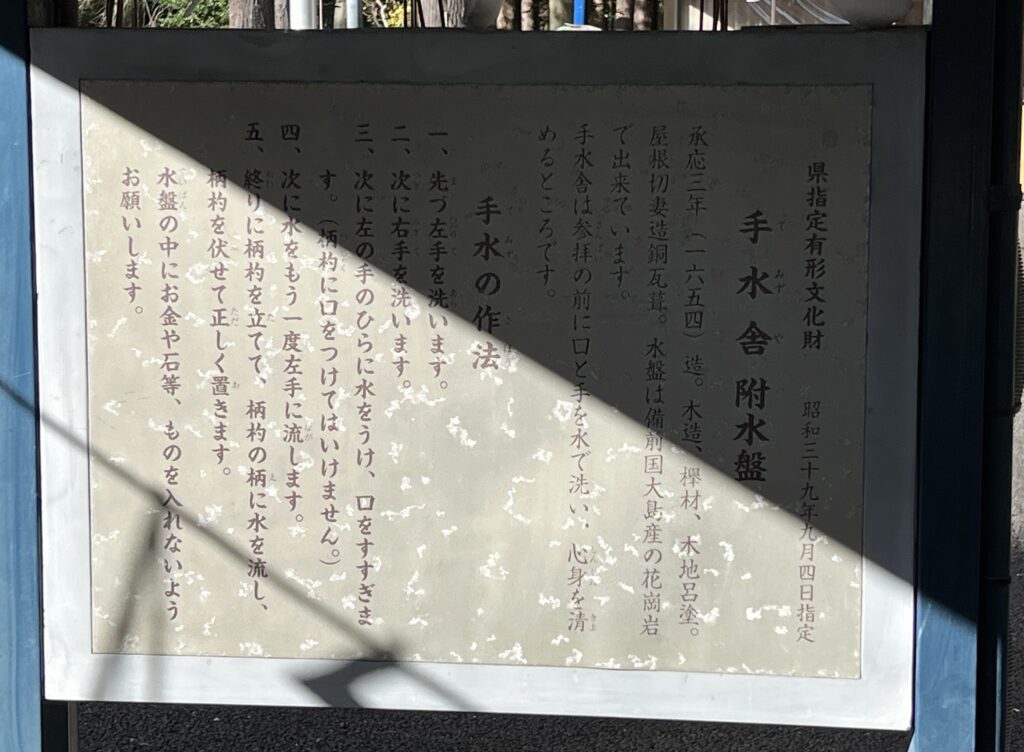 県指定有形文化財　昭和三十九年九月四日指定
手水舎附水盤
承応三年（一六五四）造。木造、欅材、木地呂塗。
屋根切妻造銅瓦葺。水盤は備前国大島産の花崗岩
で出来ています。
手水舎は参拝の前に口と手を水で洗い、心身を清
めるところです。
手水の作法
一、先づ左手を洗います。
二、次に右手を洗います。
三、次に左の手のひらに水をうけ、口をすすぎま
す。（柄杓に口をつけてはいけません。）
四、次に水をもう一度左手に流します。
五、終りに柄杓を立てて、柄杓の柄に水を流し、
柄杓を伏せて正しく置きます。
水盤の中にお金や石等、ものを入れないよう
お願いします。